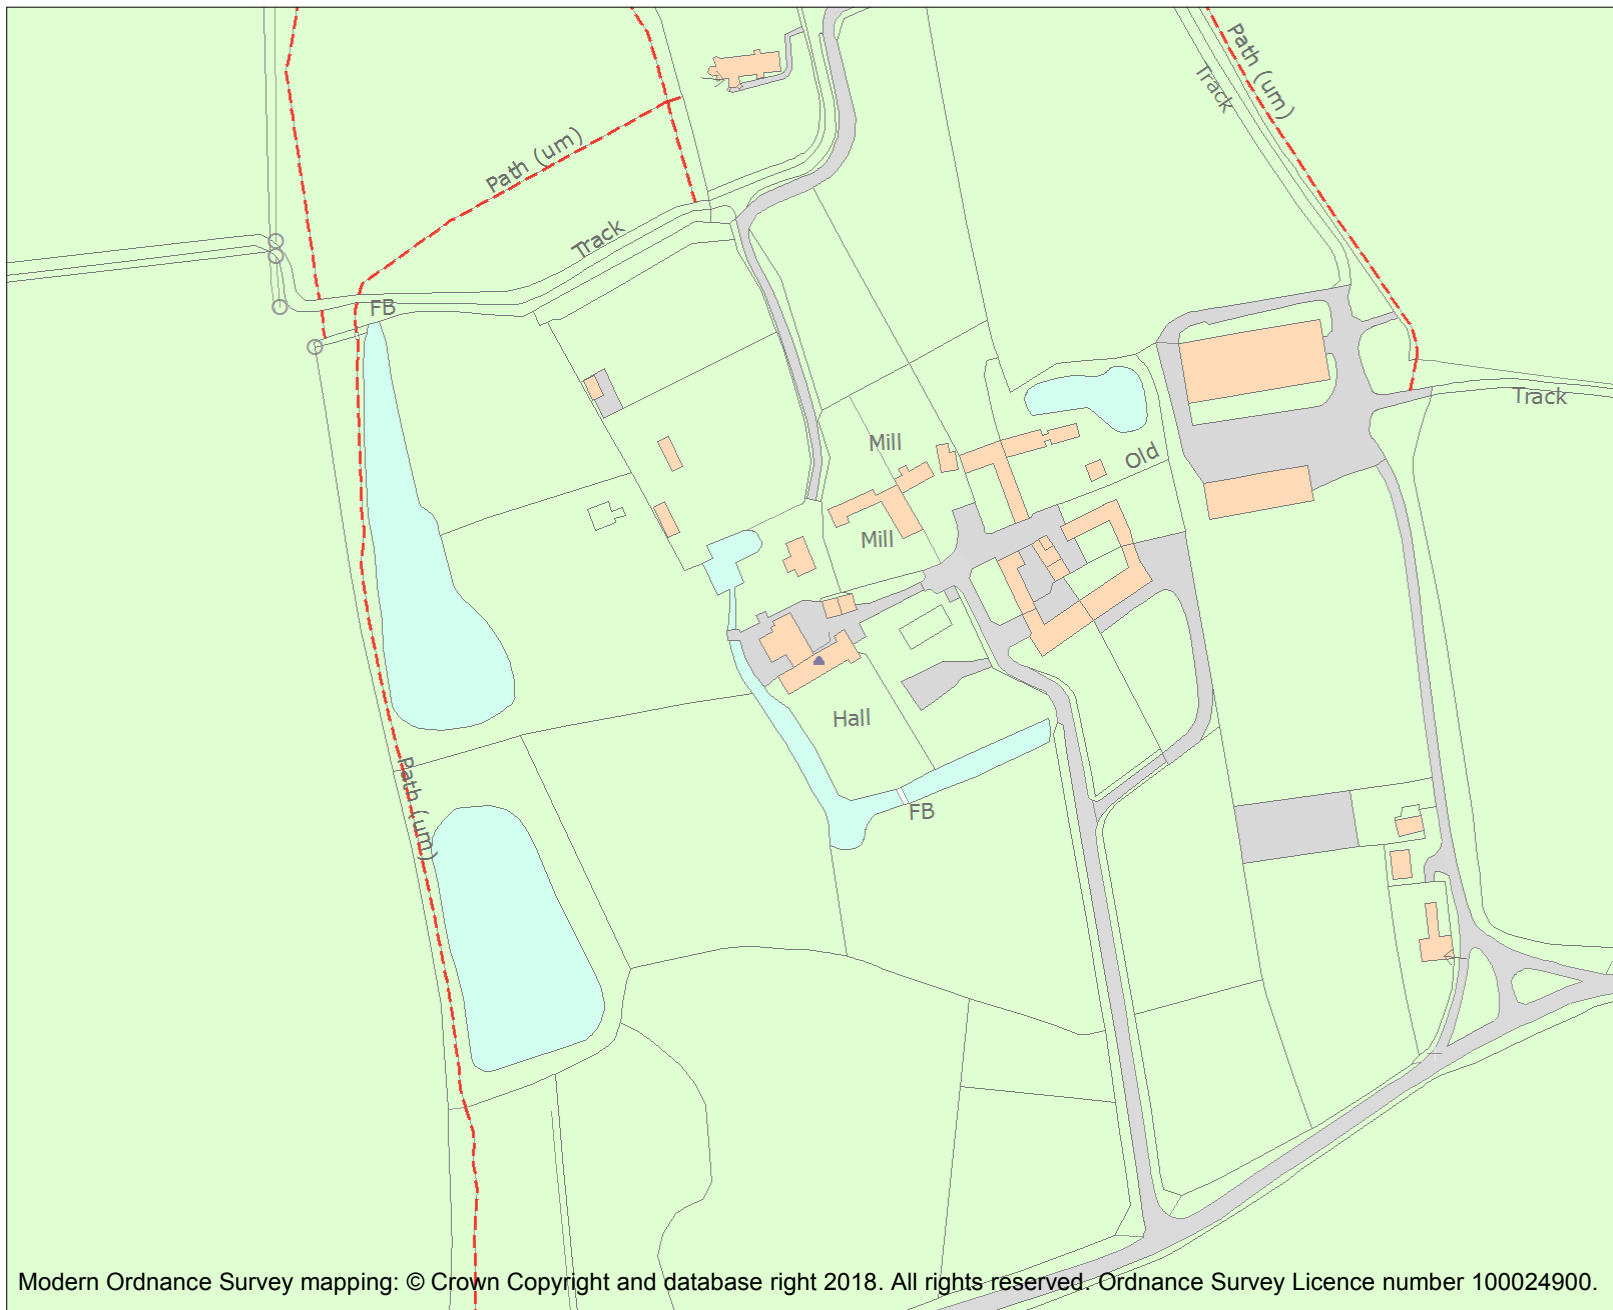 Path (um)
Track
Path (um)
Track
FB
Track
Mill
Old
Mill
Hall
Path (um)
FB
Modern Ordnance Survey mapping: © Crown Copyright and database right 2018. All rights reserved. Ordnance Survey Licence number 100024900.